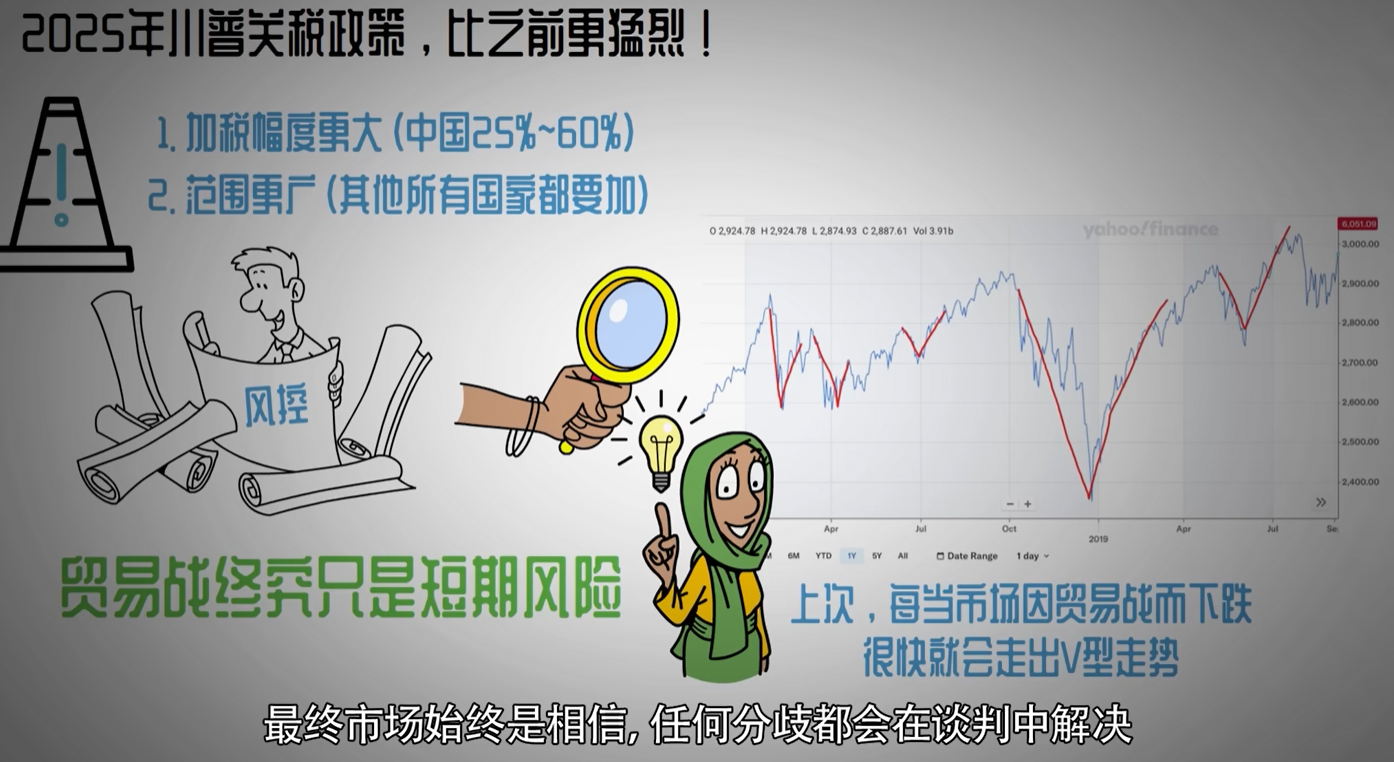 2025年川普关税政策，比之前更猛烈！
1. 加税幅度更大 (中国25%~60%)
2. 范围更广 (其他所有国家都要加)
O 2,924.78 H 2,924.78 L 2,874.93 C 2,887.61 Vol 3.91b
yahoo/finance
6,051.09
3,000.00
2,900.00
2,800.00
2,700.00
2,600.00
2,500.00
2,400.00
风控
Apr Jul Oct 2019 Apr Jul Se
M 6M YTD 1Y 5Y All Date Range 1 day
贸易战终究只是短期风险
上次，每当市场因贸易战而下跌
很快就会走出V型走势
最终市场始终是相信, 任何分歧都会在谈判中解决